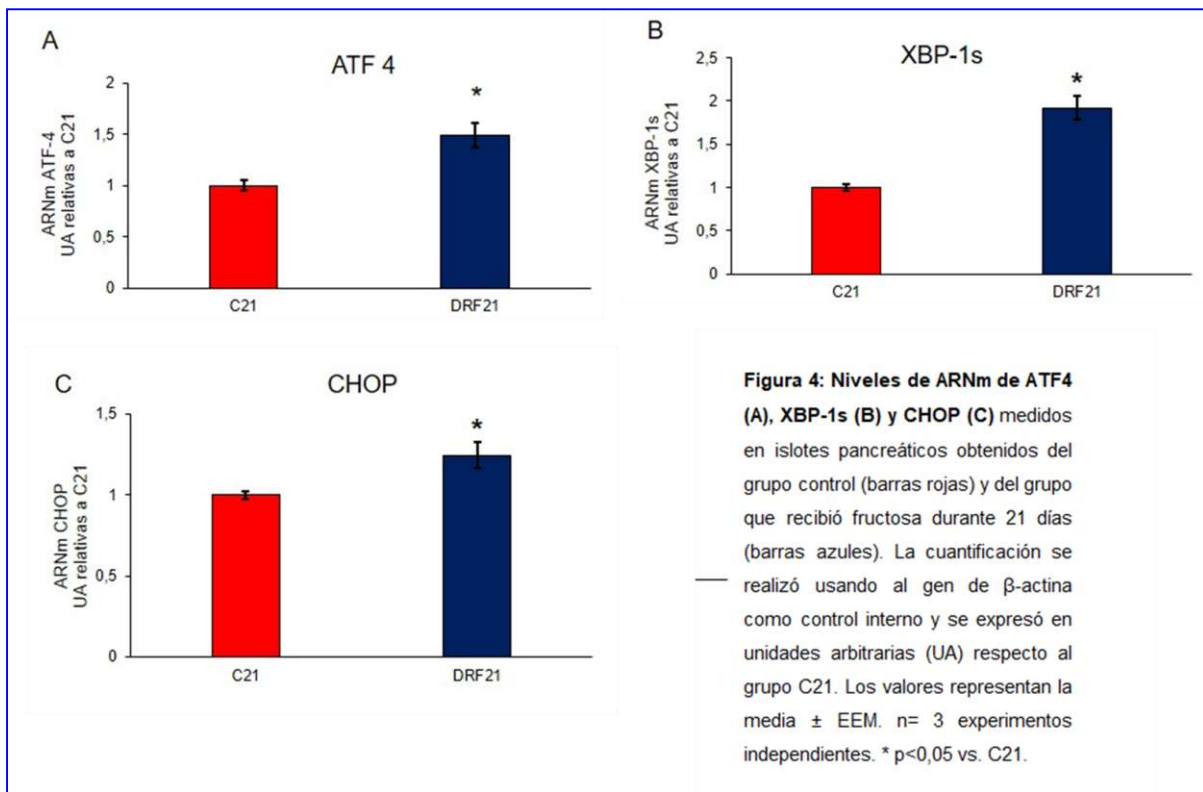 A
ATF 4
ARNm ATF-4
UA relativas a C21
2
*
1,5
1
0,5
0
C21
DRF21
B
XBP-1s
ARNm XBP-1s
UA relativas a C21
2,5
*
2
1,5
1
0,5
0
C21
DRF21
C
CHOP
ARNm CHOP
UA relativas a C21
1,5
*
1
0,5
0
C21
DRF21
Figura 4: Niveles de ARNm de ATF4
(A), XBP-1s (B) y CHOP (C) medidos
en islotes pancreáticos obtenidos del
grupo control (barras rojas) y del grupo
que recibió fructosa durante 21 días
(barras azules). La cuantificación se
realizó usando al gen de β-actina
como control interno y se expresó en
unidades arbitrarias (UA) respecto al
grupo C21. Los valores representan la
media ± EEM. n= 3 experimentos
independientes. * p<0,05 vs. C21.